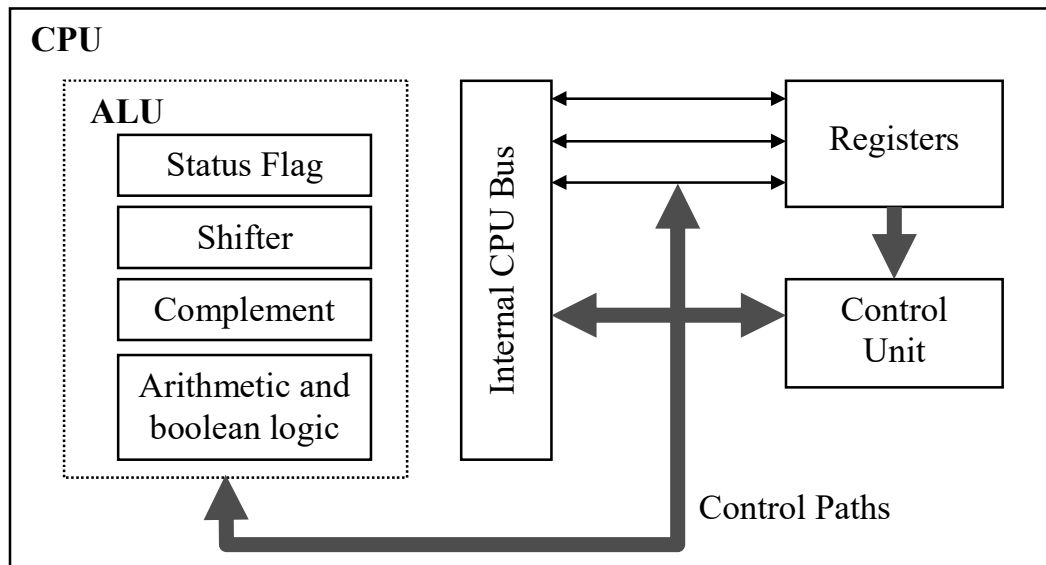 CPU
ALU
Status Flag
Shifter
Complement
Arithmetic and
boolean logic
Internal CPU Bus
Registers
Control
Unit
Control Paths